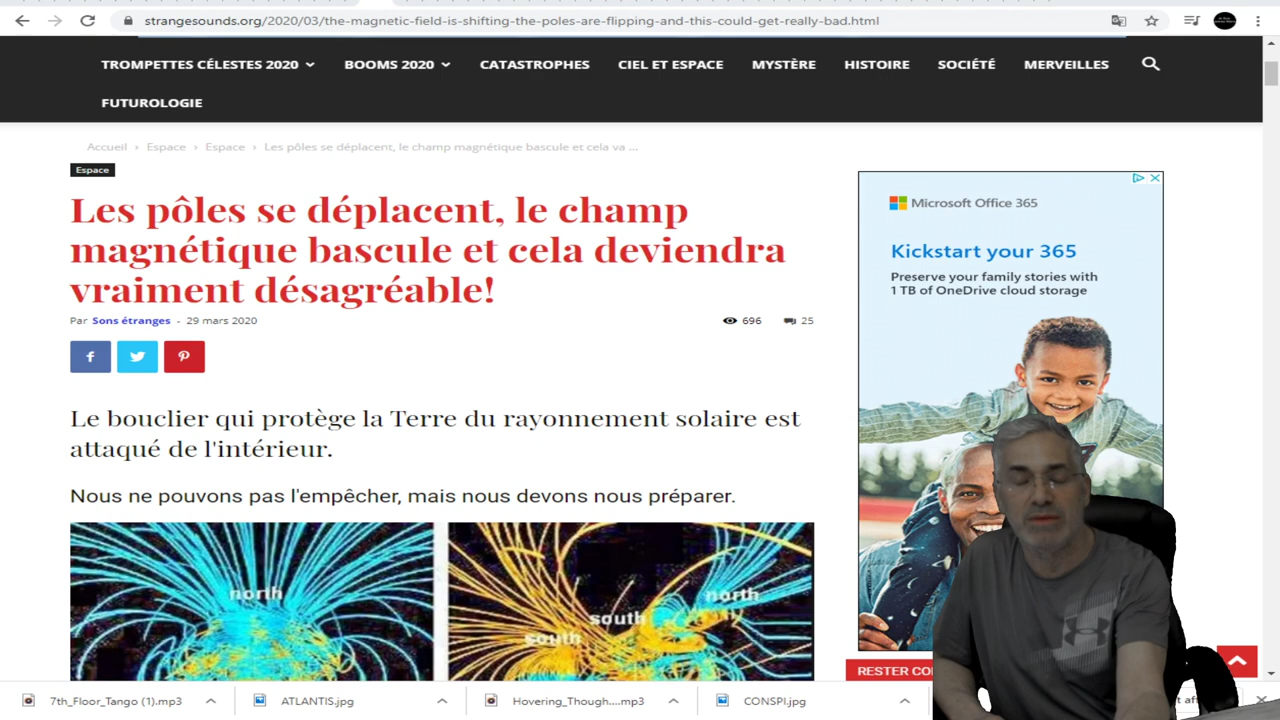 strangesounds.org/2020/03/the-magnetic-field-is-shifting-the-poles-are-flipping-and-this-could-get-really-bad.html
TROMPETTES CÉLESTES 2020 BOOMS 2020 CATASTROPHES CIEL ET ESPACE MYSTÈRE HISTOIRE SOCIÉTÉ MERVEILLES
FUTUROLOGIE
Accueil › Espace › Espace › Les pôles se déplacent, le champ magnétique bascule et cela va ...
Espace
Les pôles se déplacent, le champ
magnétique bascule et cela deviendra
vraiment désagréable!
Par Sons étranges - 29 mars 2020 696 25
Le bouclier qui protège la Terre du rayonnement solaire est
attaqué de l'intérieur.
Nous ne pouvons pas l'empêcher, mais nous devons nous préparer.
north
south
south
north
Microsoft Office 365
Kickstart your 365
Preserve your family stories with
1 TB of OneDrive cloud storage
RESTER
7th_Floor_Tango (1).mp3 ATLANTIS.jpg Hovering_Though....mp3 CONSPI.jpg